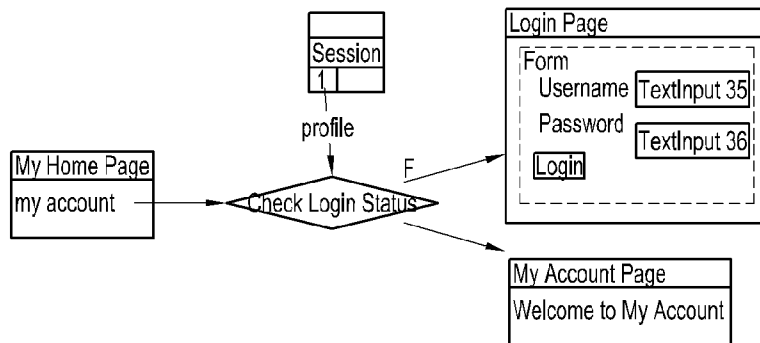 Session
1
profile
My Home Page
my account
Check Login Status
F
Login Page
Form
Username
TextInput 35
Password
TextInput 36
Login
My Account Page
Welcome to My Account